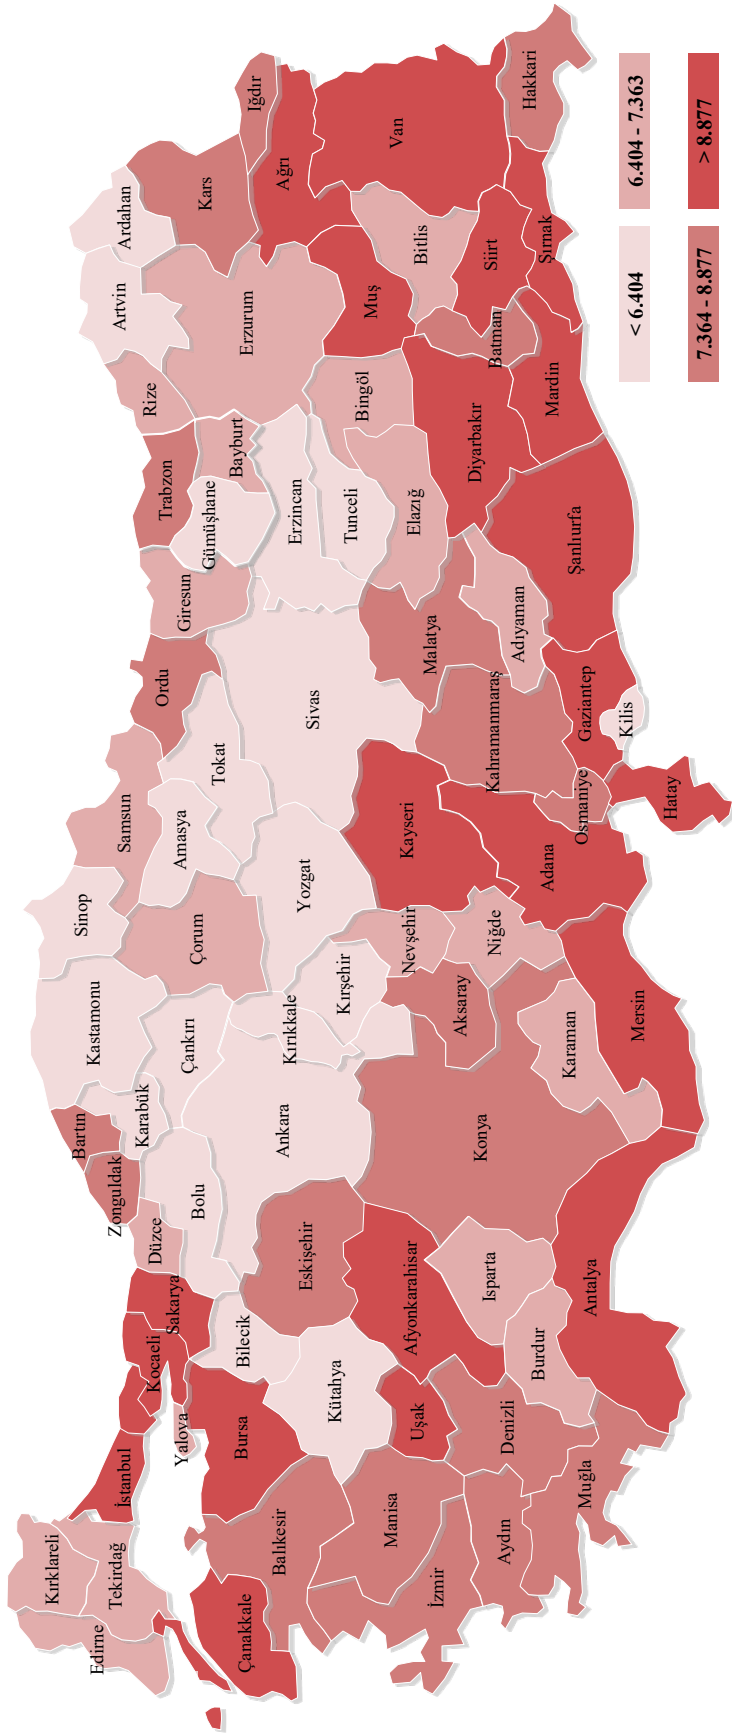 Kırklareli
Edirne
Tekirdağ
İstanbul
Kocaeli
Yalova
Sakarya
Düzce
Zonguldak
Bartın
Karabük
Kastamonu
Sinop
Samsun
Ordu
Giresun
Trabzon
Rize
Artvin
Ardahan
Çanakkale
Balıkesir
Bursa
Bilecik
Bolu
Çankırı
Çorum
Amasya
Tokat
Gümüşhane
Bayburt
Erzurum
Kars
Iğdır
Kütahya
Eskişehir
Ankara
Kırıkkale
Kırşehir
Yozgat
Sivas
Erzincan
Tunceli
Bingöl
Muş
Ağrı
Manisa
İzmir
Uşak
Afyonkarahisar
Konya
Aksaray
Nevşehir
Kayseri
Malatya
Elazığ
Bitlis
Van
Aydın
Denizli
Burdur
Isparta
Niğde
Kahramanmaraş
Adıyaman
Diyarbakır
Batman
Siirt
Şırnak
Hakkari
Muğla
Antalya
Karaman
Mersin
Adana
Osmaniye
Gaziantep
Kilis
Hatay
Şanlıurfa
Mardin
< 6.404
6.404 - 7.363
7.364 - 8.877
> 8.877